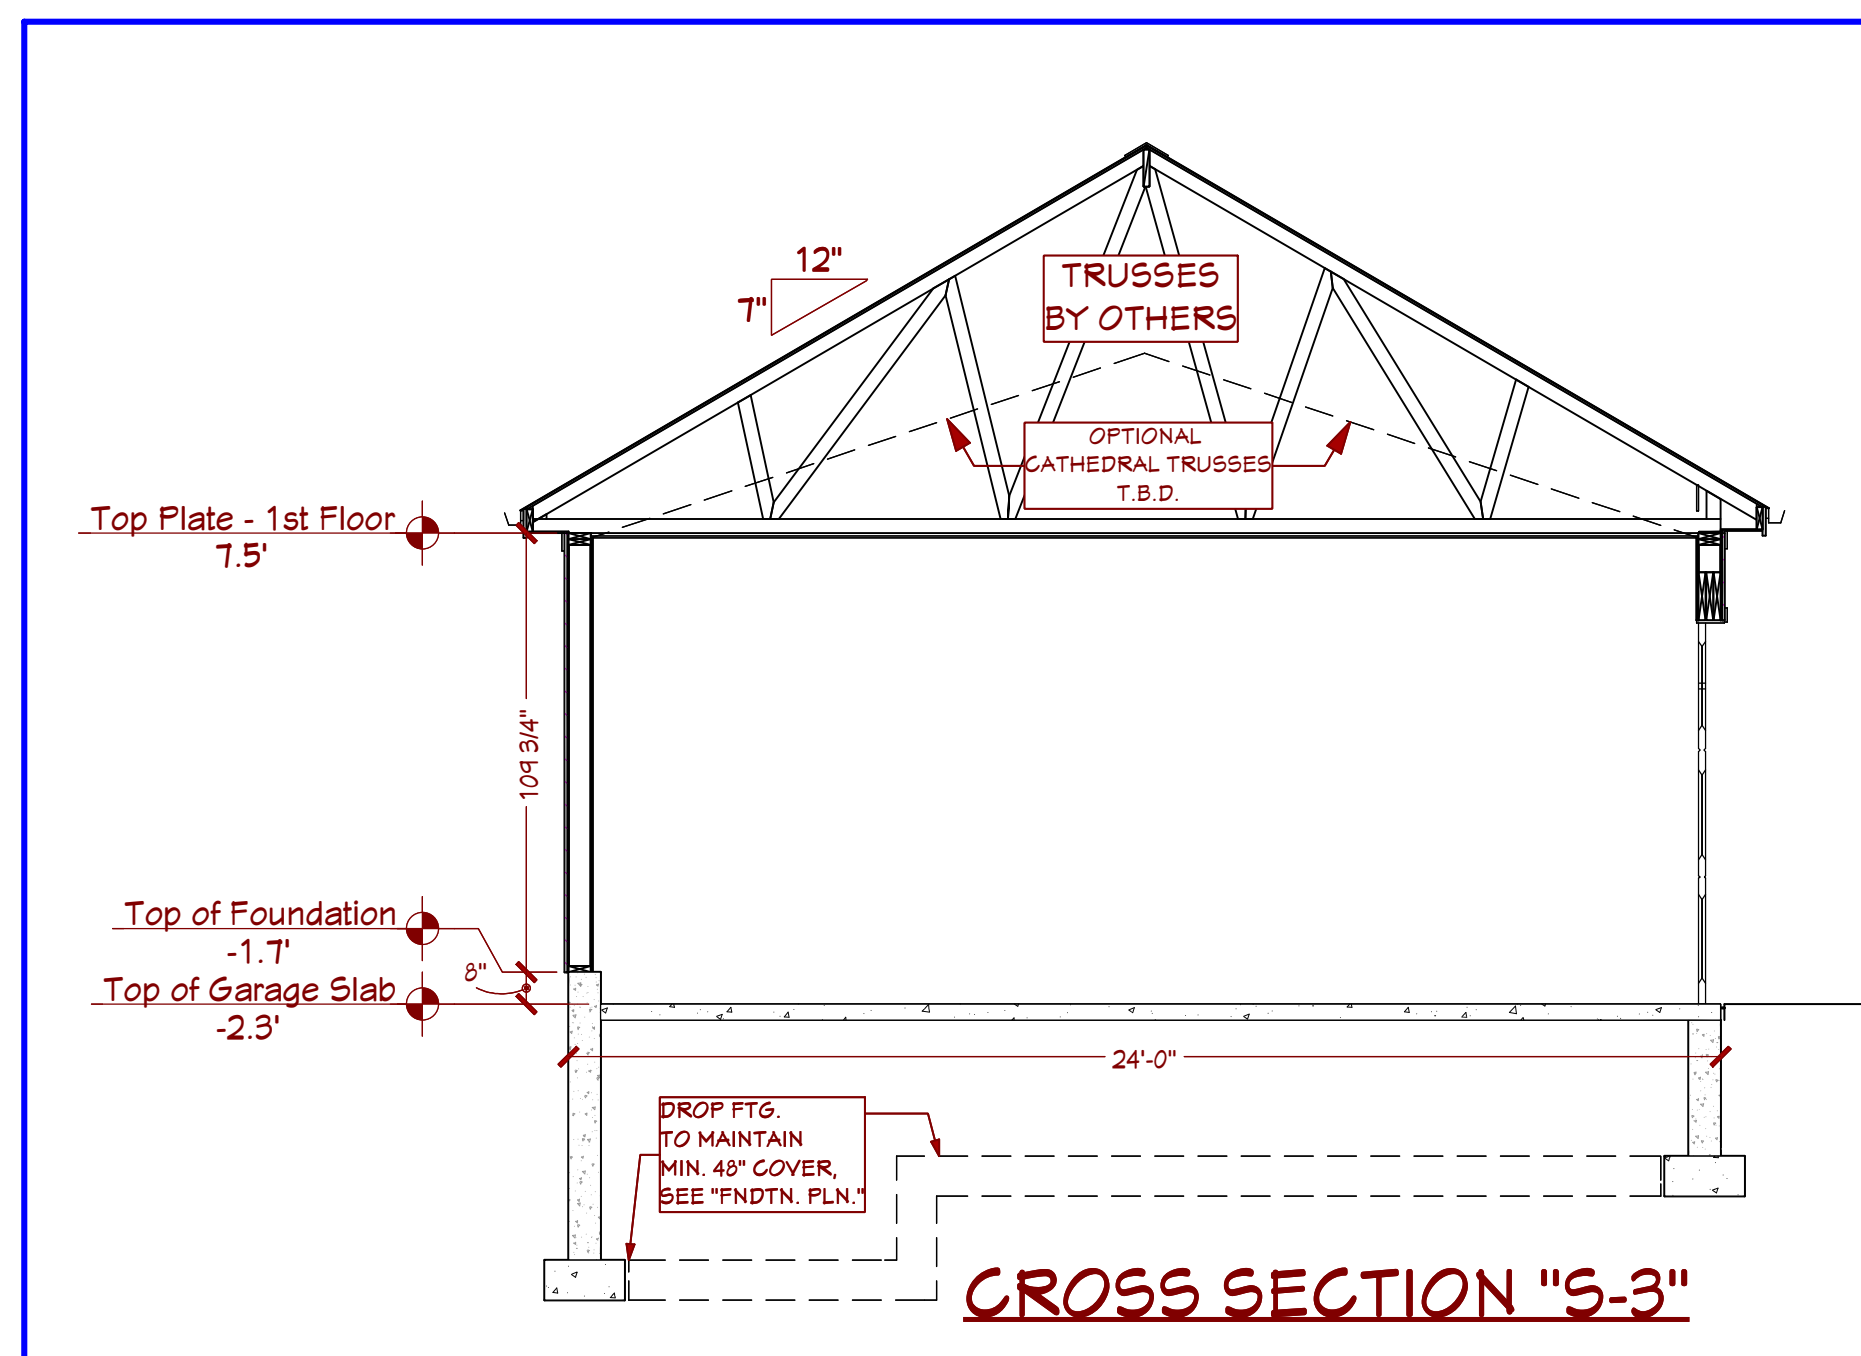 12"
7"
TRUSSES
BY OTHERS
OPTIONAL
CATHEDRAL TRUSSES
T.B.D.
Top Plate - 1st Floor
7.5'
109 3/4"
Top of Foundation
-1.7'
8"
Top of Garage Slab
-2.3'
24'-0"
DROP FTG.
TO MAINTAIN
MIN. 48" COVER,
SEE "FNDTN. PLN."
CROSS SECTION "S-3"